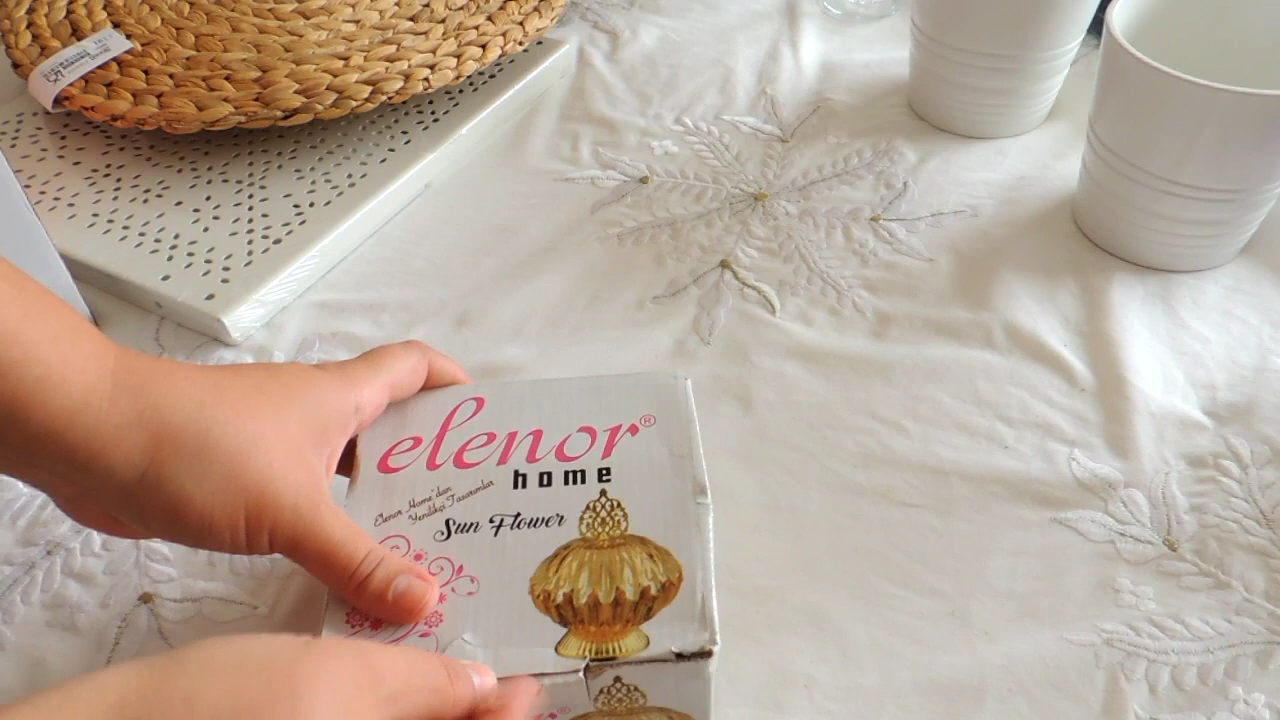 elenor®
home
Elenor Home'dan
Yenilikçi Tasarımlar
Sun Flower